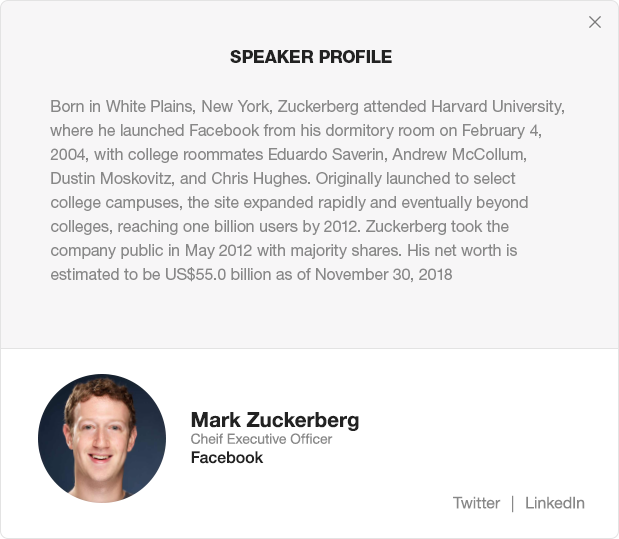 SPEAKER PROFILE
Born in White Plains, New York, Zuckerberg attended Harvard University,
where he launched Facebook from his dormitory room on February 4,
2004, with college roommates Eduardo Saverin, Andrew McCollum,
Dustin Moskovitz, and Chris Hughes. Originally launched to select
college campuses, the site expanded rapidly and eventually beyond
colleges, reaching one billion users by 2012. Zuckerberg took the
company public in May 2012 with majority shares. His net worth is
estimated to be US$55.0 billion as of November 30, 2018
Mark Zuckerberg
Cheif Executive Officer
Facebook
Twitter | LinkedIn